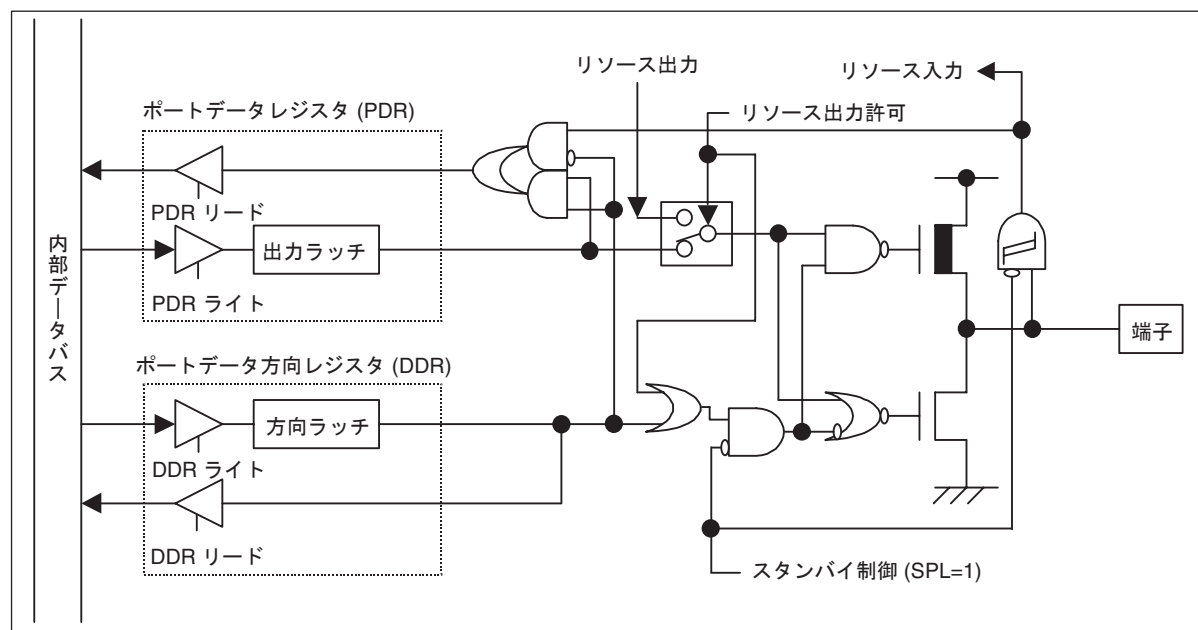 リソース出力
リソース入力
ポートデータレジスタ (PDR)
リソース出力許可
PDR リード
出力ラッチ
PDR ライト
内部データバス
端子
ポートデータ方向レジスタ (DDR)
方向ラッチ
DDR ライト
DDR リード
スタンバイ制御 (SPL=1)